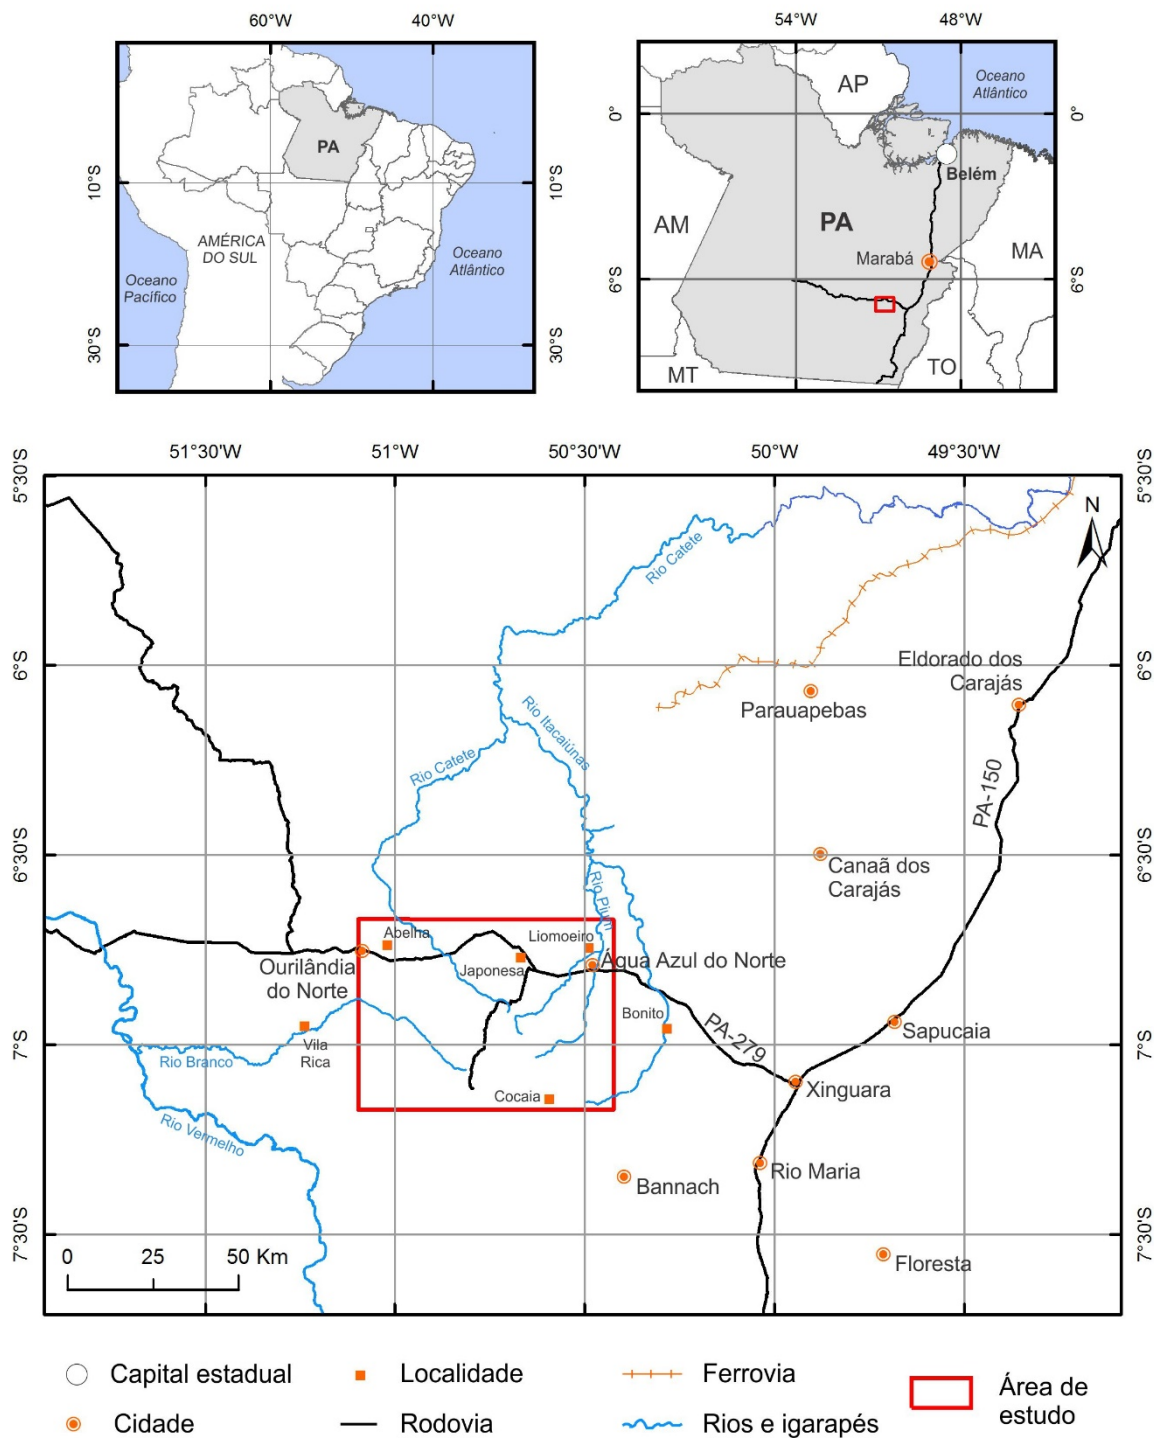 60°W
40°W
10°S
30°S
10°S
30°S
PA
AMÉRICA
DO SUL
Oceano
Pacífico
Oceano
Atlântico
54°W
48°W
0°
6°S
0°
6°S
AP
Oceano
Atlântico
Belém
AM
PA
Marabá
MA
MT
TO
51°30'W
51°W
50°30'W
50°W
49°30'W
5°30'S
6°S
6°30'S
7°S
7°30'S
5°30'S
6°S
6°30'S
7°S
7°30'S
N
Rio Catete
Eldorado dos
Carajás
Parauapebas
Rio Itacaiúnas
Rio Catete
PA-150
Canaã dos
Carajás
Rio Pium
Abelha
Liomoeiro
Ourilândia
do Norte
Japonesa
Água Azul do Norte
Bonito
Vila
Rica
Rio Branco
PA-279
Sapucaia
Cocaia
Xinguara
Rio Vermelho
Bannach
Rio Maria
Floresta
0 25 50 Km
Capital estadual
Localidade
Ferrovia
Área de
estudo
Cidade
Rodovia
Rios e igarapés